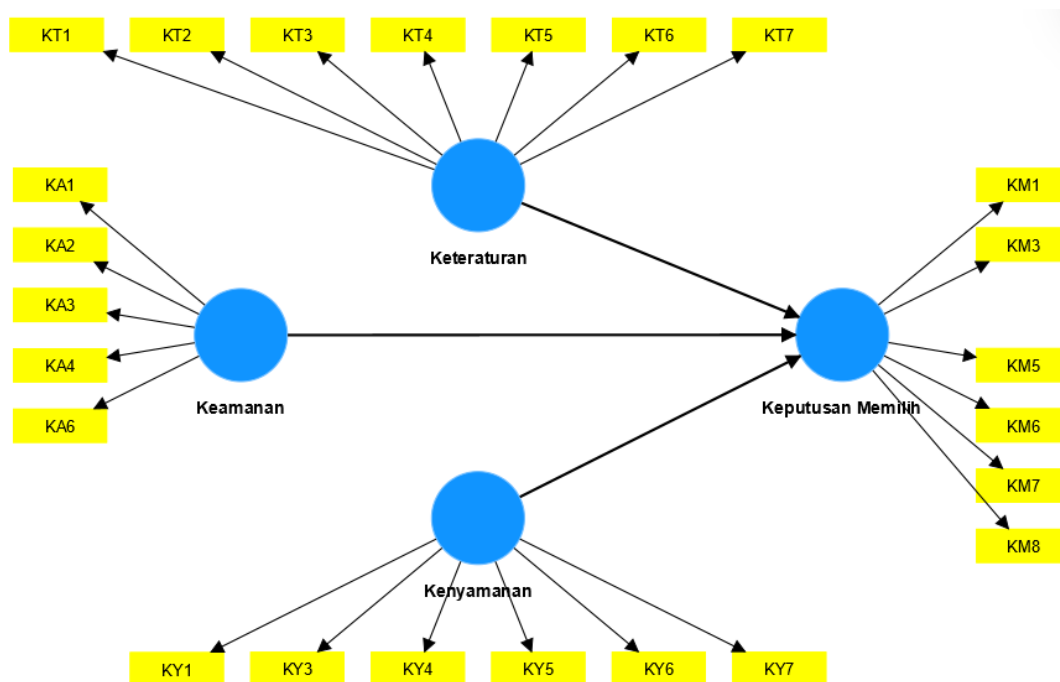 KT1
KT2
KT3
KT4
KT5
KT6
KT7
Keteraturan
KA1
KA2
KA3
KA4
KA6
Keamanan
KM1
KM3
KM5
KM6
KM7
KM8
Keputusan Memilih
Kenyamanan
KY1
KY3
KY4
KY5
KY6
KY7